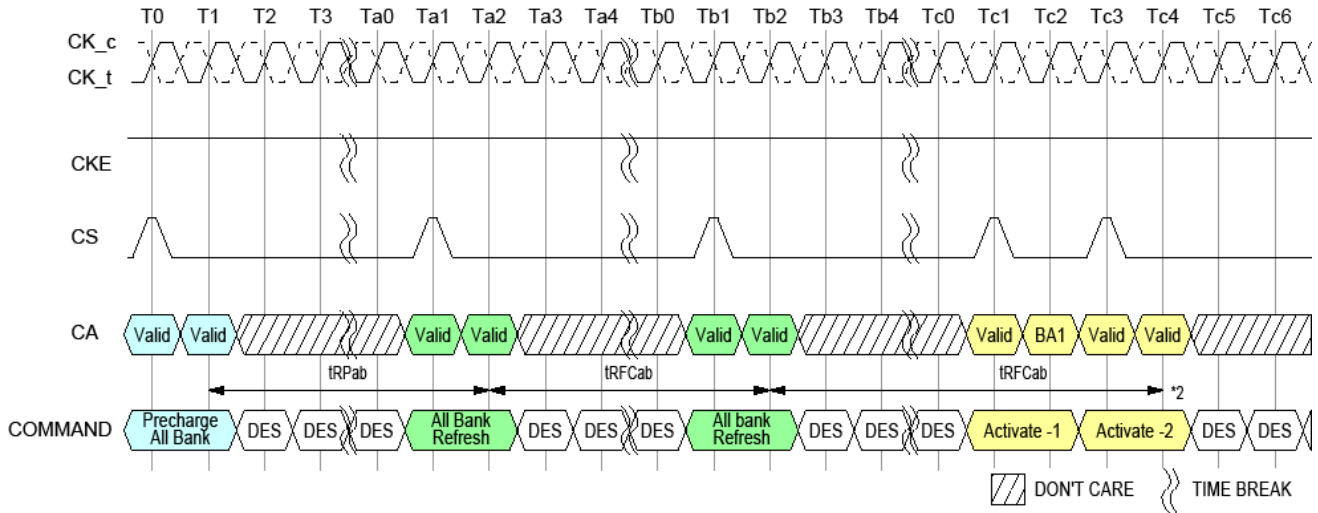 T0 T1 T2 T3 Ta0 Ta1 Ta2 Ta3 Ta4 Tb0 Tb1 Tb2 Tb3 Tb4 Tc0 Tc1 Tc2 Tc3 Tc4 Tc5 Tc6
CK_c
CK_t
CKE
CS
CA Valid Valid Valid Valid Valid Valid Valid BA1 Valid Valid
tRPab tRFCab tRFCab *2
COMMAND Precharge All Bank DES DES DES All Bank Refresh DES DES DES All bank Refresh DES DES DES Activate -1 Activate -2 DES DES
DON'T CARE TIME BREAK